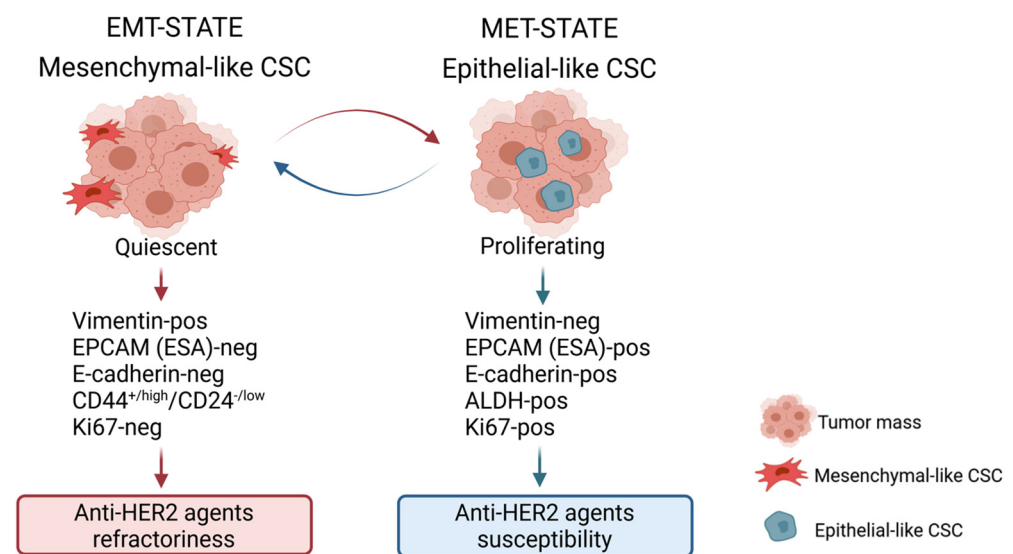 EMT-STATE
Mesenchymal-like CSC
Quiescent
Vimentin-pos
EPCAM (ESA)-neg
E-cadherin-neg
CD44+/high/CD24-/low
Ki67-neg
Anti-HER2 agents
refractoriness
MET-STATE
Epithelial-like CSC
Proliferating
Vimentin-neg
EPCAM (ESA)-pos
E-cadherin-pos
ALDH-pos
Ki67-pos
Anti-HER2 agents
susceptibility
Tumor mass
Mesenchymal-like CSC
Epithelial-like CSC